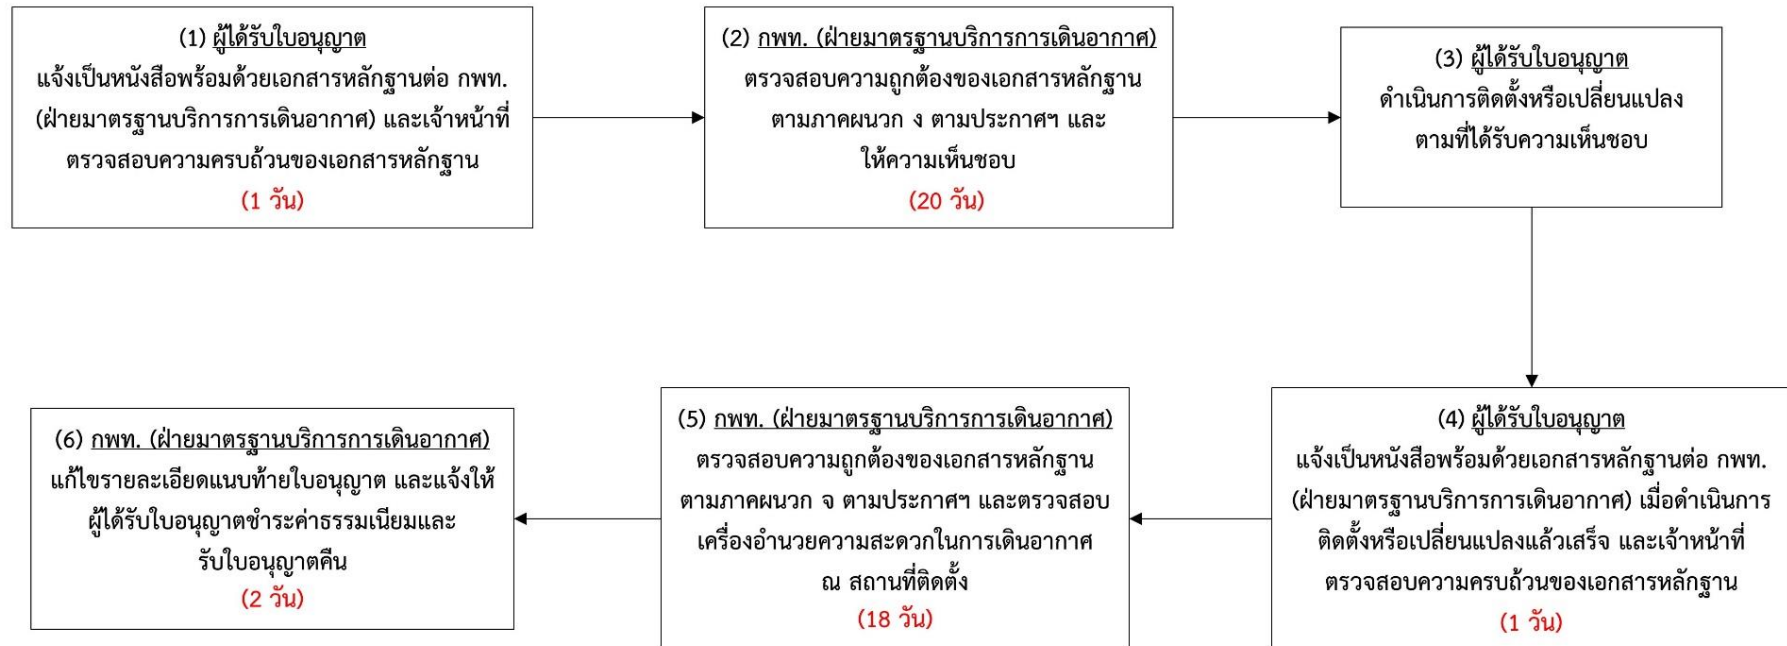 (1) ผู้ได้รับใบอนุญาต
แจ้งเป็นหนังสือพร้อมด้วยเอกสารหลักฐานต่อ กพท.
(ฝ่ายมาตรฐานบริการการเดินอากาศ) และเจ้าหน้าที่
ตรวจสอบความครบถ้วนของเอกสารหลักฐาน
(1 วัน)
(2) กพท. (ฝ่ายมาตรฐานบริการการเดินอากาศ)
ตรวจสอบความถูกต้องของเอกสารหลักฐาน
ตามภาคผนวก ง ตามประกาศฯ และ
ให้ความเห็นชอบ
(20 วัน)
(3) ผู้ได้รับใบอนุญาต
ดำเนินการติดตั้งหรือเปลี่ยนแปลง
ตามที่ได้รับความเห็นชอบ
(4) ผู้ได้รับใบอนุญาต
แจ้งเป็นหนังสือพร้อมด้วยเอกสารหลักฐานต่อ กพท.
(ฝ่ายมาตรฐานบริการการเดินอากาศ) เมื่อดำเนินการ
ติดตั้งหรือเปลี่ยนแปลงแล้วเสร็จ และเจ้าหน้าที่
ตรวจสอบความครบถ้วนของเอกสารหลักฐาน
(1 วัน)
(5) กพท. (ฝ่ายมาตรฐานบริการการเดินอากาศ)
ตรวจสอบความถูกต้องของเอกสารหลักฐาน
ตามภาคผนวก จ ตามประกาศฯ และตรวจสอบ
เครื่องอำนวยความสะดวกในการเดินอากาศ
ณ สถานที่ติดตั้ง
(18 วัน)
(6) กพท. (ฝ่ายมาตรฐานบริการการเดินอากาศ)
แก้ไขรายละเอียดแนบท้ายใบอนุญาต และแจ้งให้
ผู้ได้รับใบอนุญาตชำระค่าธรรมเนียมและ
รับใบอนุญาตคืน
(2 วัน)